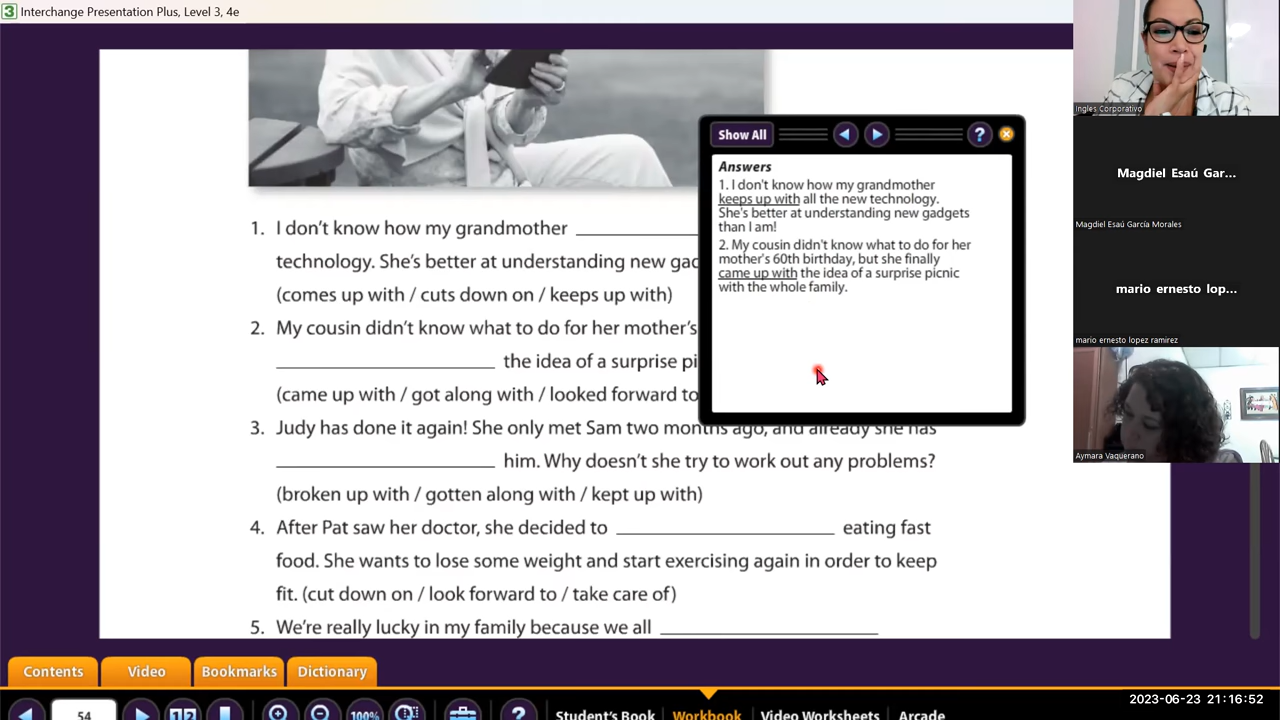 Interchange Presentation Plus, Level 3, 4e
1. I don't know how my grandmother
technology. She's better at understanding new gad
(comes up with / cuts down on / keeps up with)
2. My cousin didn't know what to do for her mother's
the idea of a surprise pi
(came up with / got along with / looked forward to
3. Judy has done it again! She only met Sam two months ago, and already she has
him. Why doesn't she try to work out any problems?
(broken up with / gotten along with / kept up with)
4. After Pat saw her doctor, she decided to eating fast
food. She wants to lose some weight and start exercising again in order to keep
fit. (cut down on / look forward to / take care of)
5. We're really lucky in my family because we all
Show All
?
Answers
1. I don't know how my grandmother
keeps up with all the new technology.
She's better at understanding new gadgets
than I am!
2. My cousin didn't know what to do for her
mother's 60th birthday, but she finally
came up with the idea of a surprise picnic
with the whole family.
Ingles Corporativo
Magdiel Esaú Gar...
Magdiel Esaú García Morales
mario ernesto lop...
mario ernesto lopez ramirez
Aymara Vaquerano
Contents Video Bookmarks Dictionary
2023-06-23 21:16:52
54 1 2 100% ? Student's Book Workbook Video Worksheets Arcade